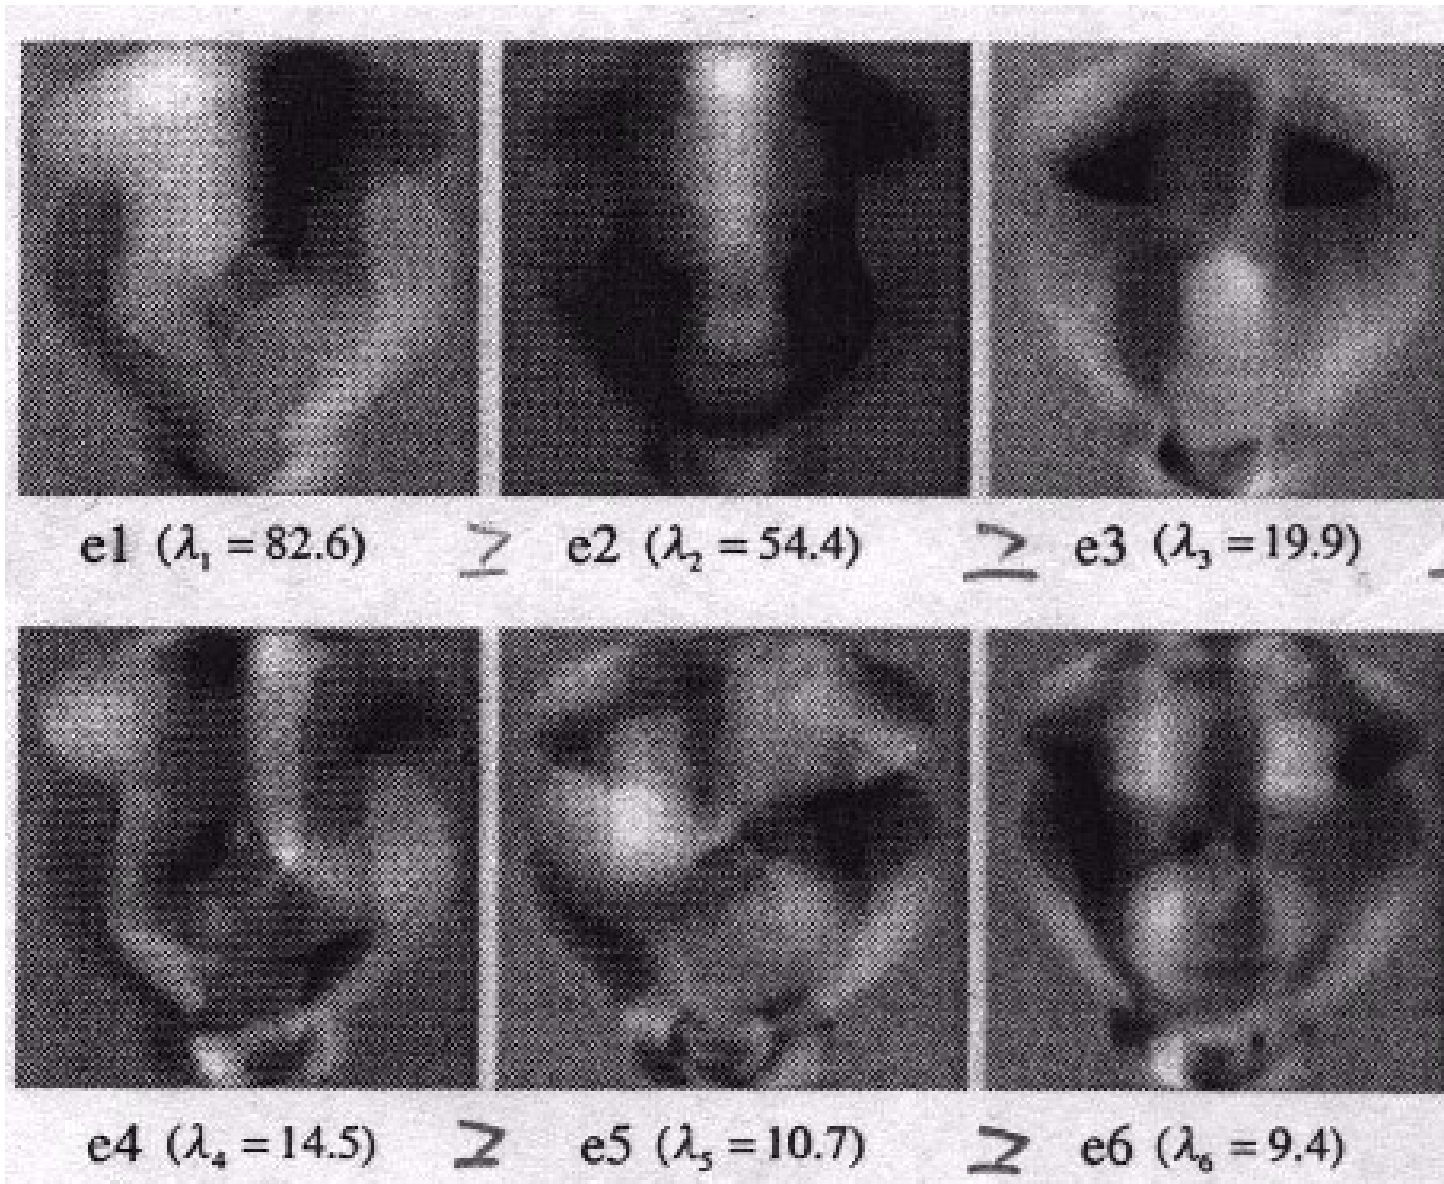 e1 (λ₁ = 82.6) ≥ e2 (λ₂ = 54.4) ≥ e3 (λ₃ = 19.9)
e4 (λ₄ = 14.5) ≥ e5 (λ₅ = 10.7) ≥ e6 (λ₆ = 9.4)